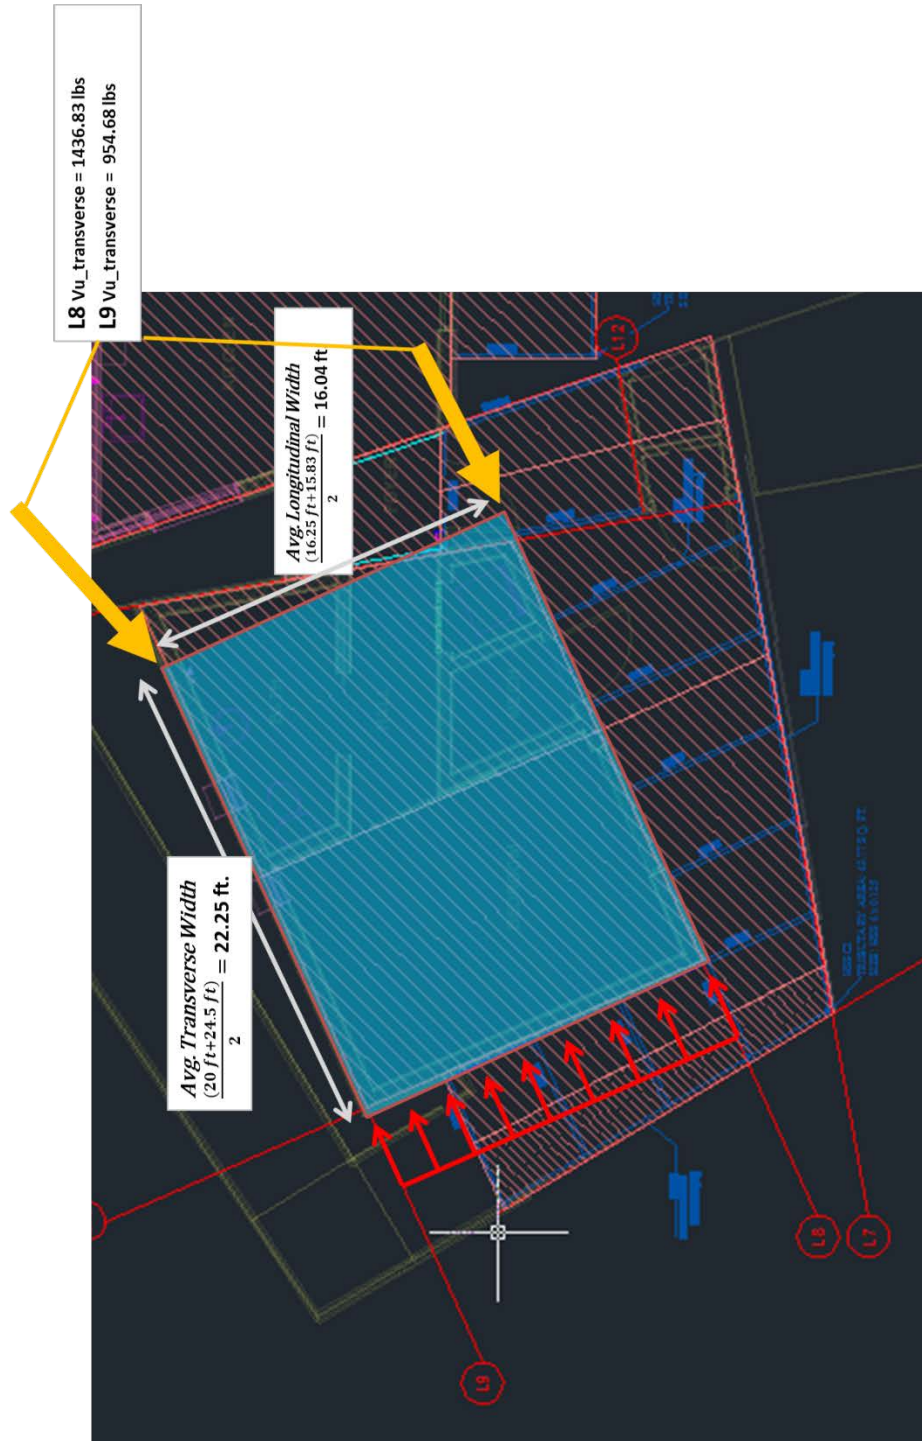 L8 Vu_transverse = 1436.83 lbs
L9 Vu_transverse = 954.68 lbs
Avg. Longitudinal Width
(16.25 ft+15.83 ft)
2
= 16.04 ft
Avg. Transverse Width
(20 ft+24.5 ft)
2
= 22.25 ft.
L12
L9
L8
L7